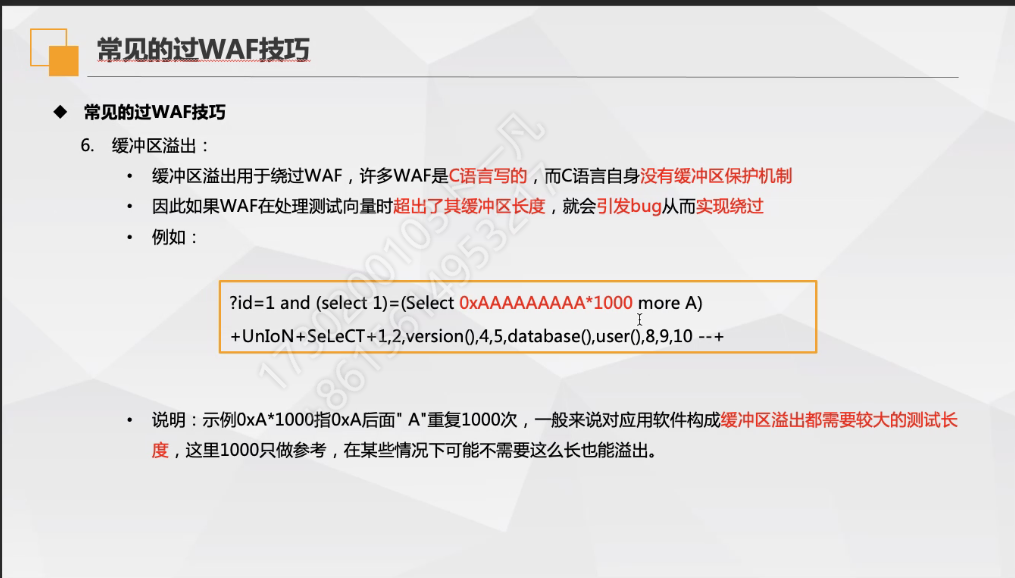 常见的过WAF技巧
◆ 常见的过WAF技巧
6. 缓冲区溢出：
• 缓冲区溢出用于绕过WAF，许多WAF是C语言写的，而C语言自身没有缓冲区保护机制
• 因此如果WAF在处理测试向量时超出了其缓冲区长度，就会引发bug从而实现绕过
• 例如：
?id=1 and (select 1)=(Select 0xAAAAAAAAA*1000 more A)
+UnIoN+SeLeCT+1,2,version(),4,5,database(),user(),8,9,10 --+
• 说明：示例0xA*1000指0xA后面" A"重复1000次，一般来说对应用软件构成缓冲区溢出都需要较大的测试长
度，这里1000只做参考，在某些情况下可能不需要这么长也能溢出。